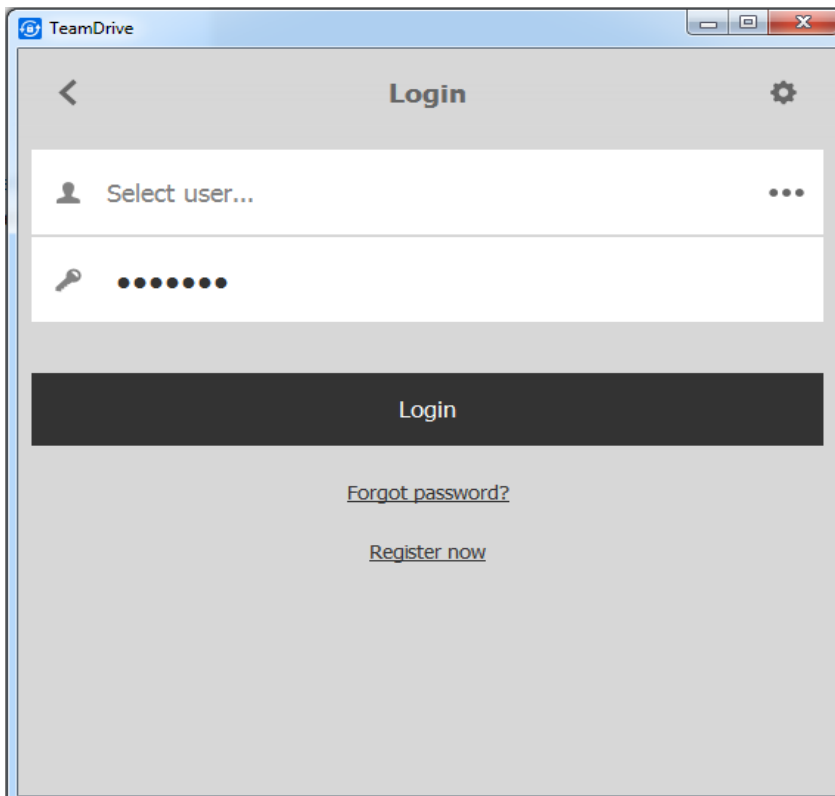 TeamDrive
Login
Select user...
•••••••
Login
Forgot password?
Register now